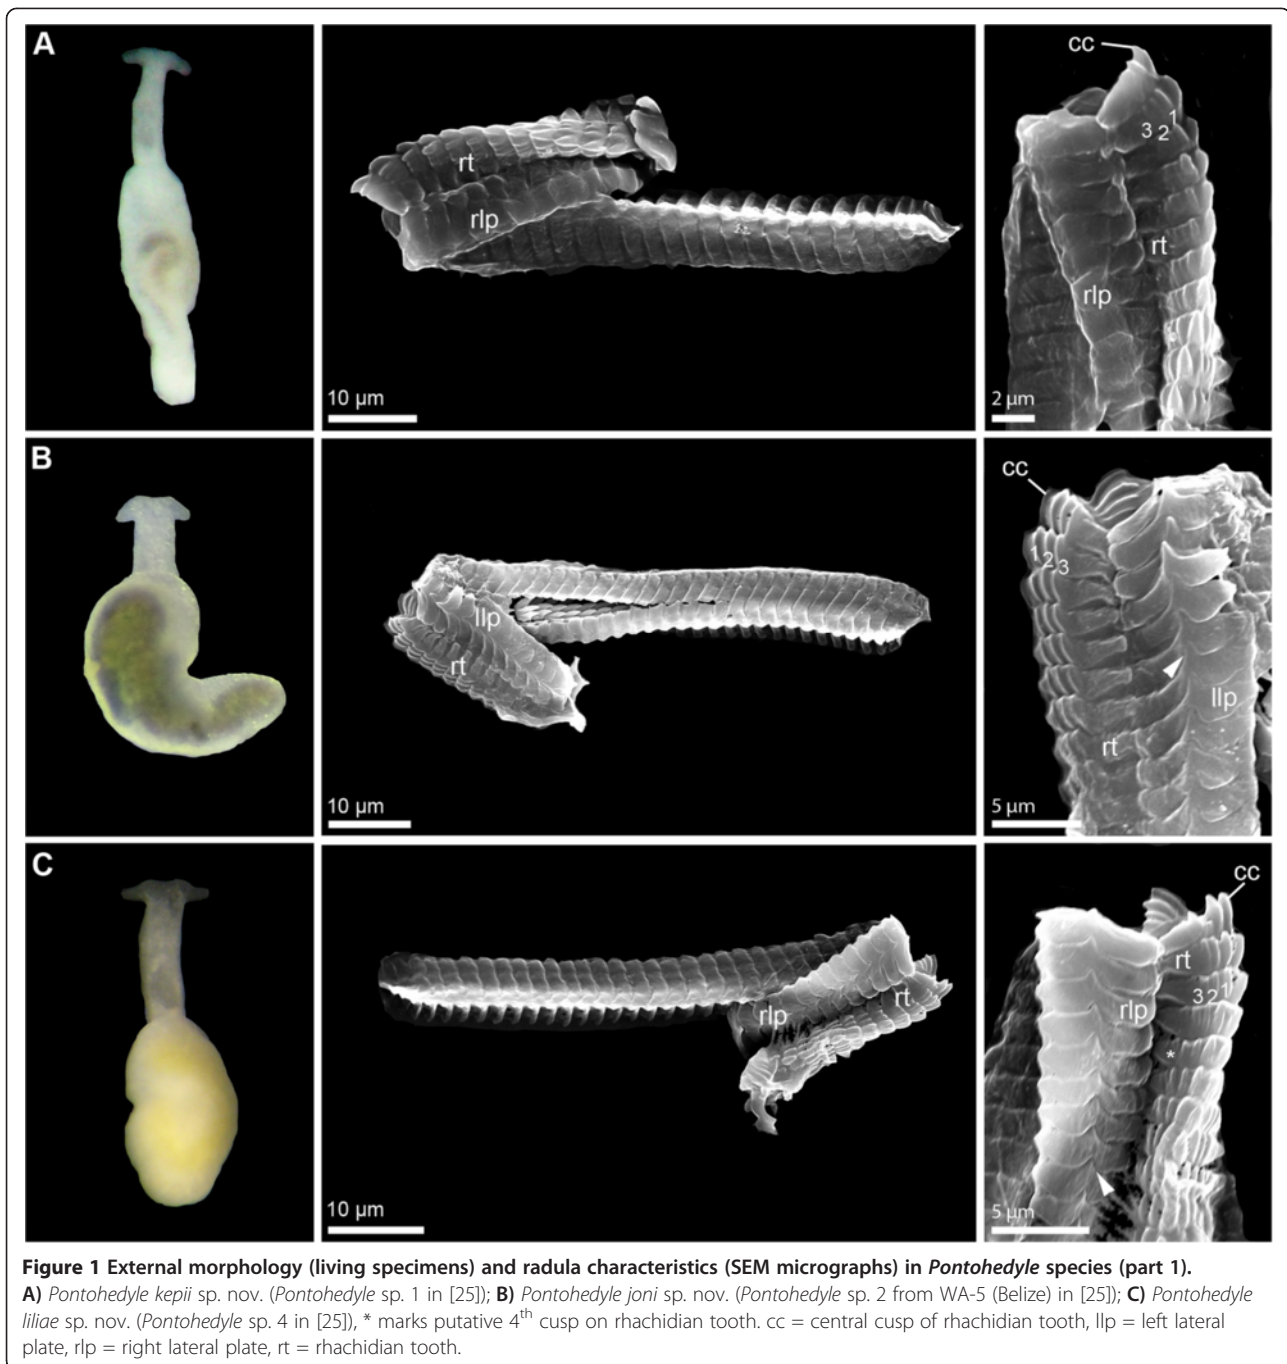 A
rt
rlp
10 µm
cc
3 2 1
rt
rlp
2 µm
B
llp
rt
10 µm
cc
1 2 3
llp
rt
5 µm
C
rlp
rt
10 µm
cc
rt
3 2 1
rlp
*
5 µm
Figure 1 External morphology (living specimens) and radula characteristics (SEM micrographs) in Pontohedyle species (part 1).
A) Pontohedyle kepii sp. nov. (Pontohedyle sp. 1 in [25]); B) Pontohedyle joni sp. nov. (Pontohedyle sp. 2 from WA-5 (Belize) in [25]); C) Pontohedyle
liliae sp. nov. (Pontohedyle sp. 4 in [25]), * marks putative 4th cusp on rhachidian tooth. cc = central cusp of rhachidian tooth, llp = left lateral
plate, rlp = right lateral plate, rt = rhachidian tooth.